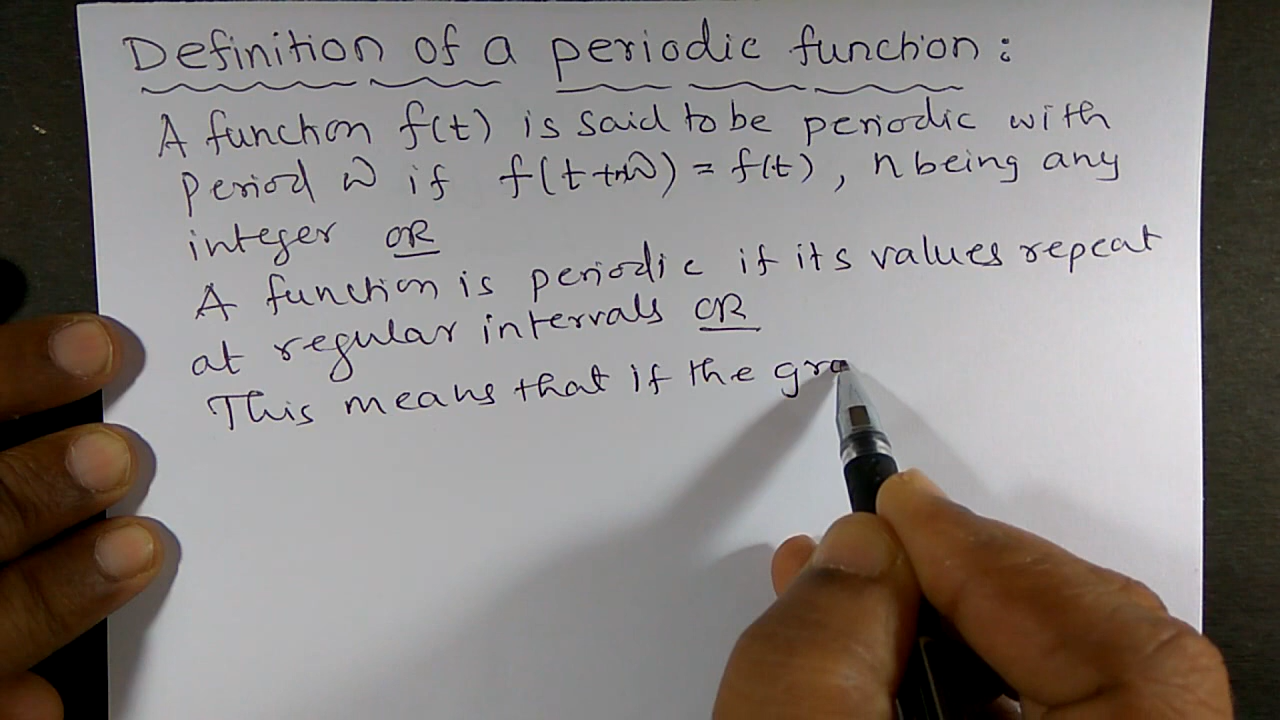 Definition of a periodic function:
A function f(t) is said to be periodic with
period ω if f(t+nω) = f(t), n being any
integer OR
A function is periodic if its values repeat
at regular intervals OR
This means that if the gra